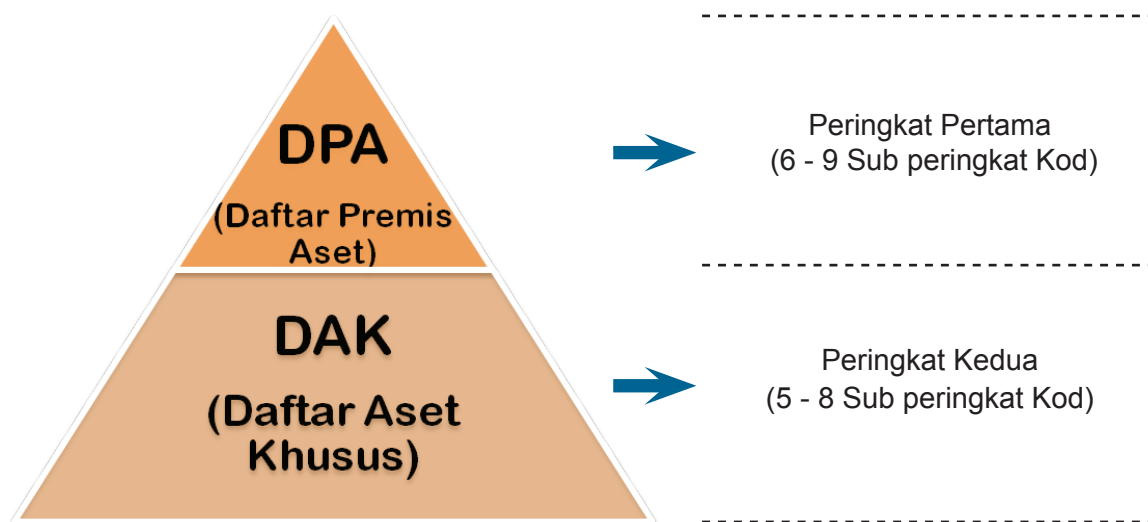 DPA
(Daftar Premis
Aset)
Peringkat Pertama
(6 - 9 Sub peringkat Kod)
DAK
(Daftar Aset
Khusus)
Peringkat Kedua
(5 - 8 Sub peringkat Kod)